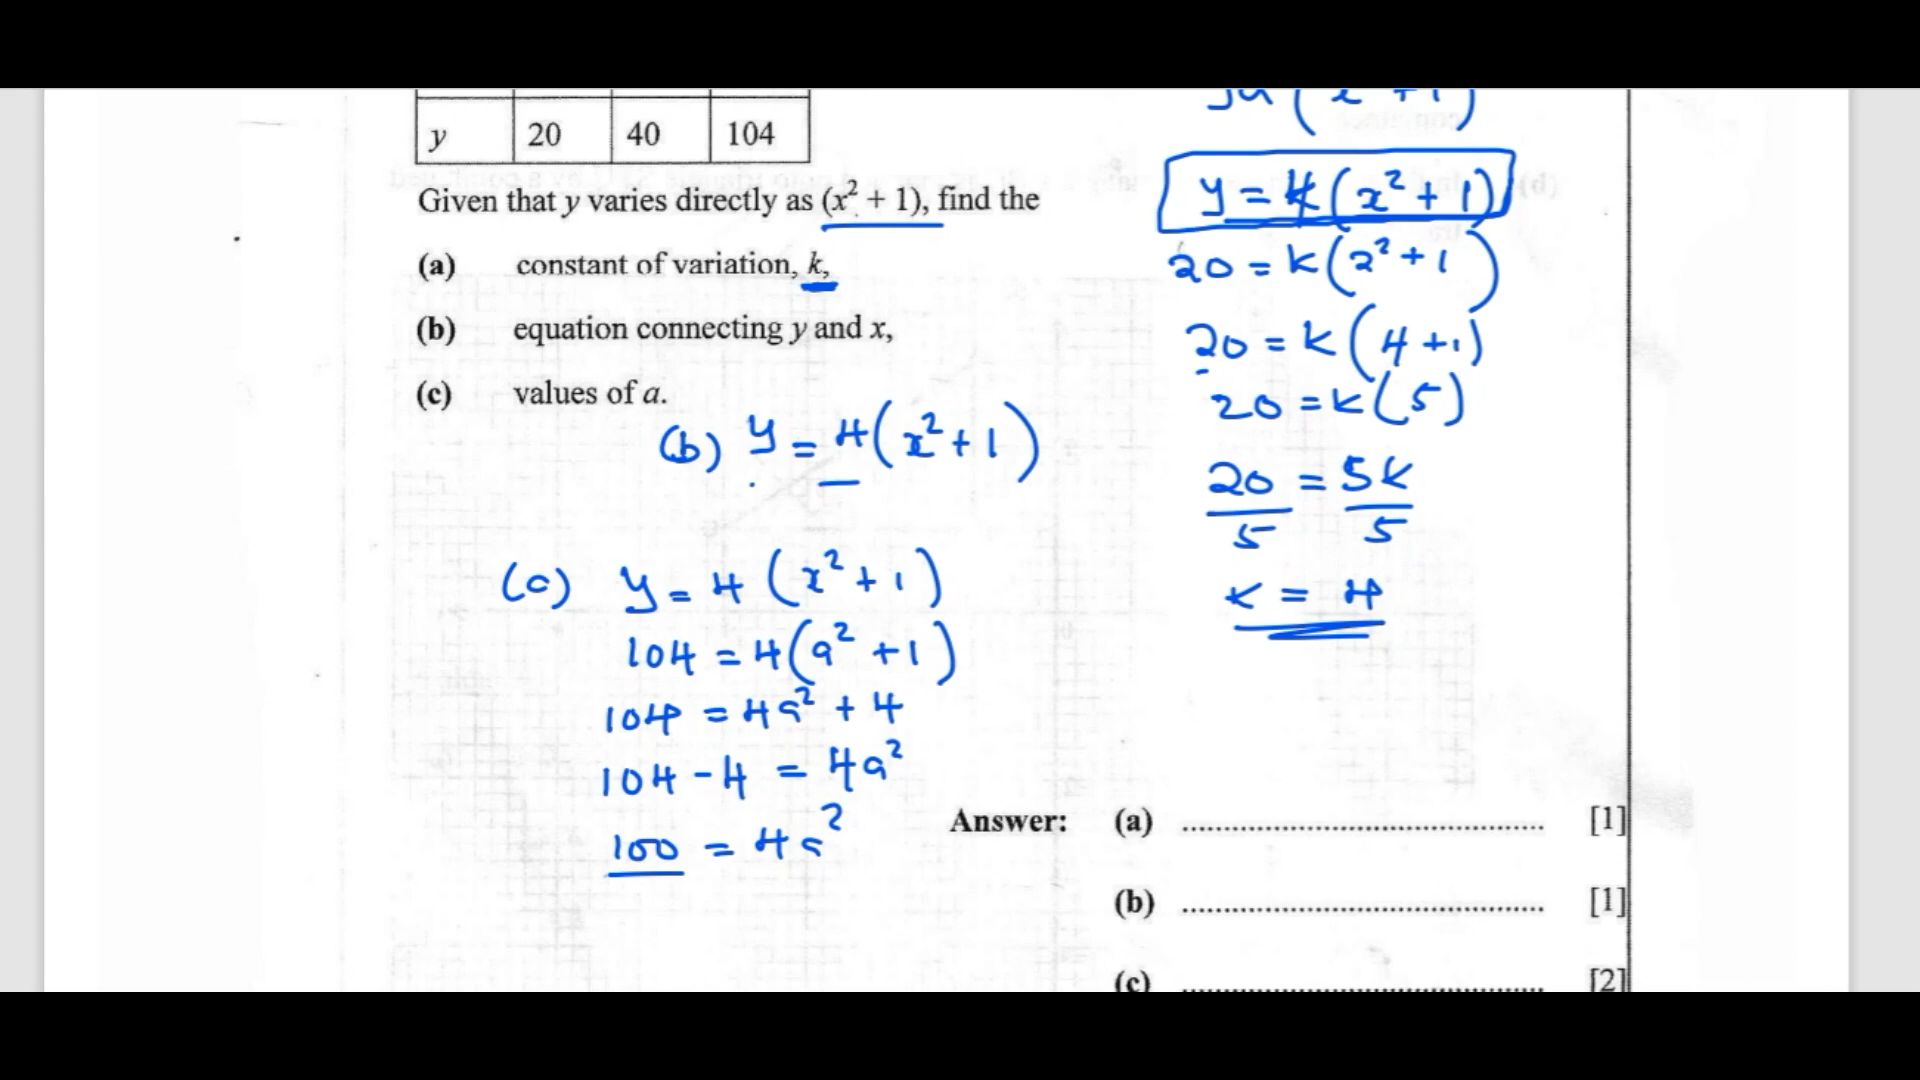 y 20 40 104
Given that y varies directly as (x² + 1), find the
(a) constant of variation, k,
(b) equation connecting y and x,
(c) values of a.
(b) y = 4(x² + 1)
(c) y = 4(x² + 1)
104 = 4(a² + 1)
104 = 4a² + 4
104 - 4 = 4a²
100 = 4a²
y = k(x² + 1)
20 = k(2² + 1)
20 = k(4 + 1)
20 = k(5)
20 = 5k
5 5
k = 4
Answer: (a) ............................................ [1]
(b) ............................................ [1]
(c) ............................................ [2]